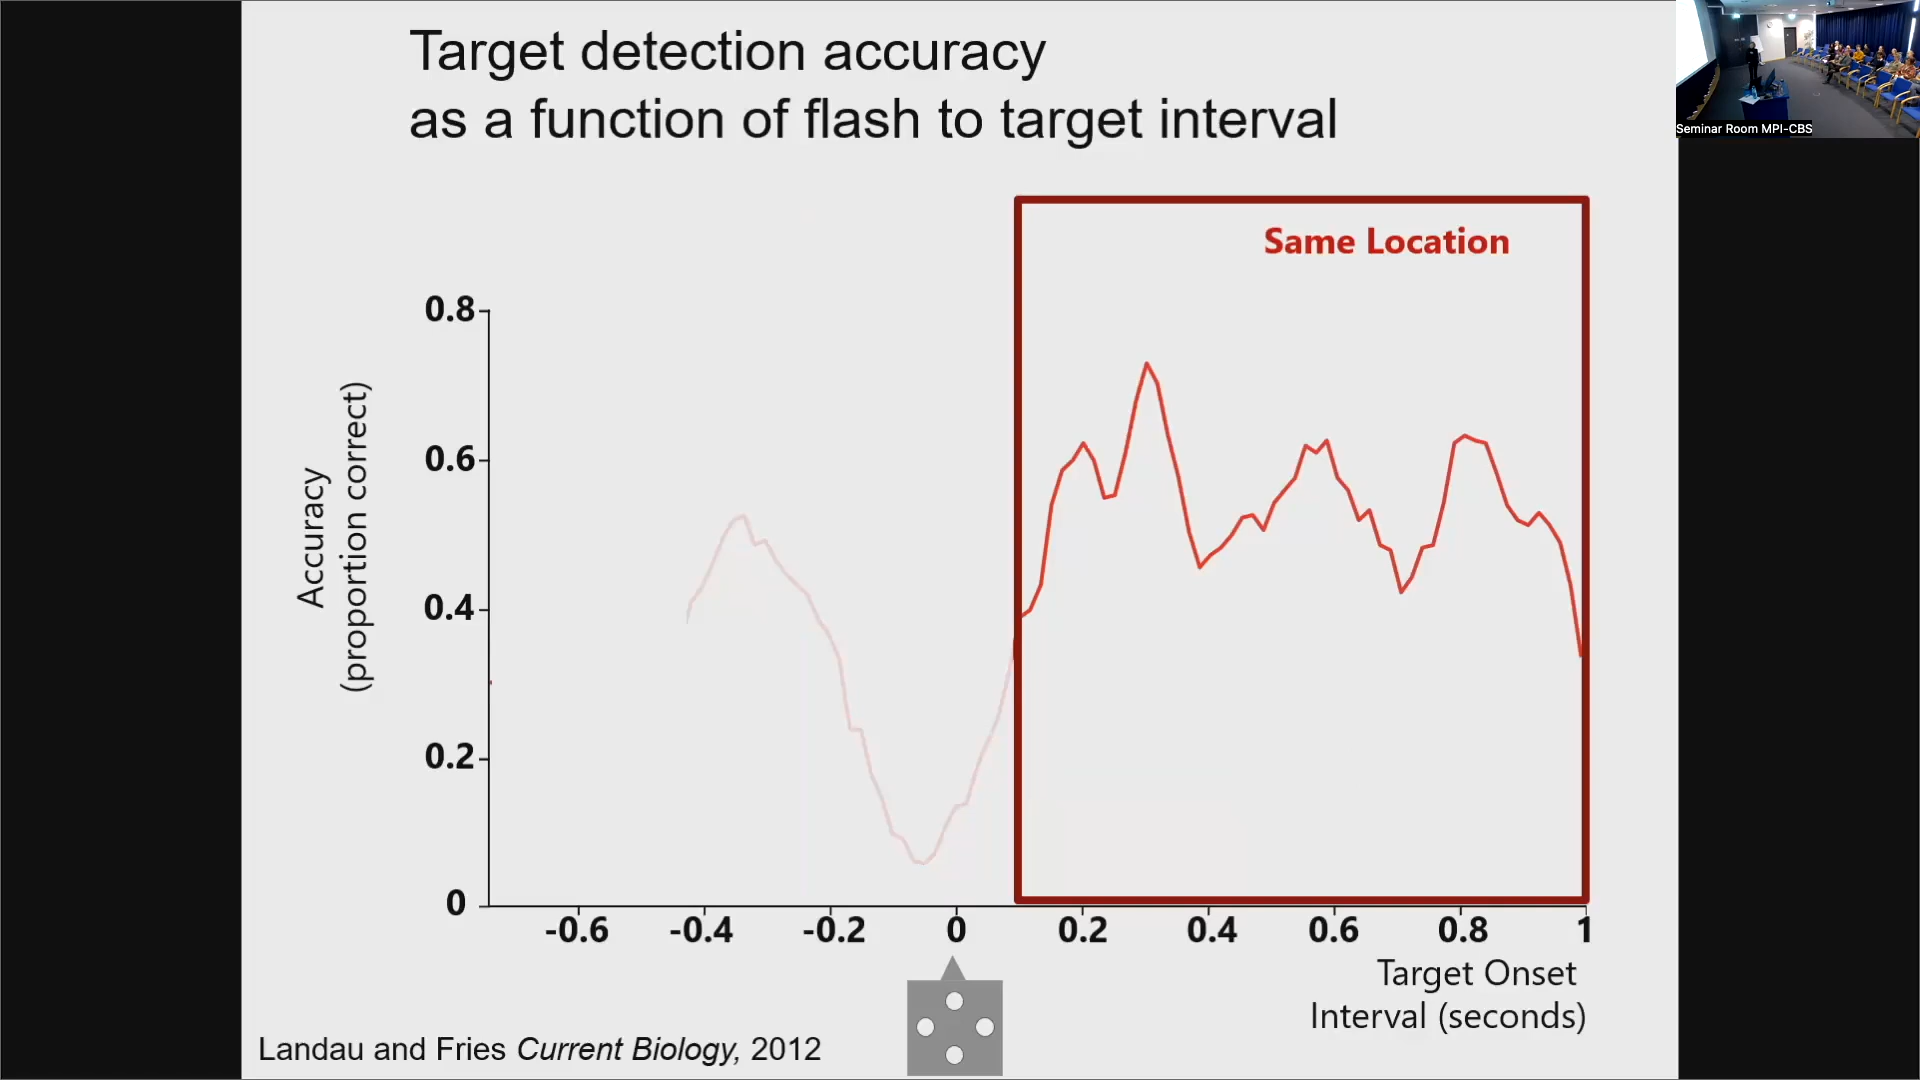 Target detection accuracy
as a function of flash to target interval
Seminar Room MPI-CBS
Same Location
Accuracy
(proportion correct)
0.8
0.6
0.4
0.2
0
-0.6 -0.4 -0.2 0 0.2 0.4 0.6 0.8 1
Target Onset
Interval (seconds)
Landau and Fries Current Biology, 2012